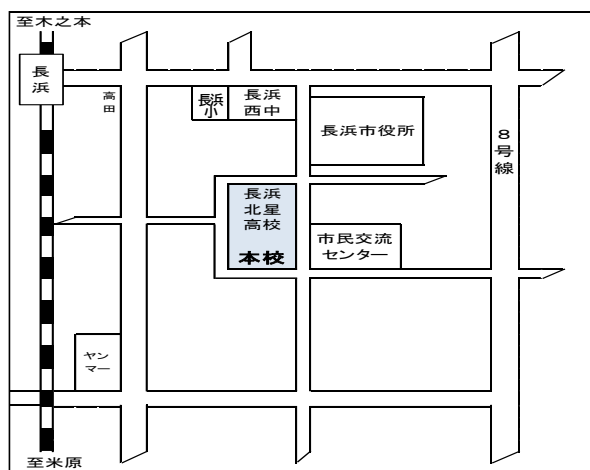 至木之本
長
浜
高
田
長浜
小
長浜
西中
長浜市役所
8
号
線
長浜
北星
高校
本校
市民交流
センター
ヤン
マー
至米原